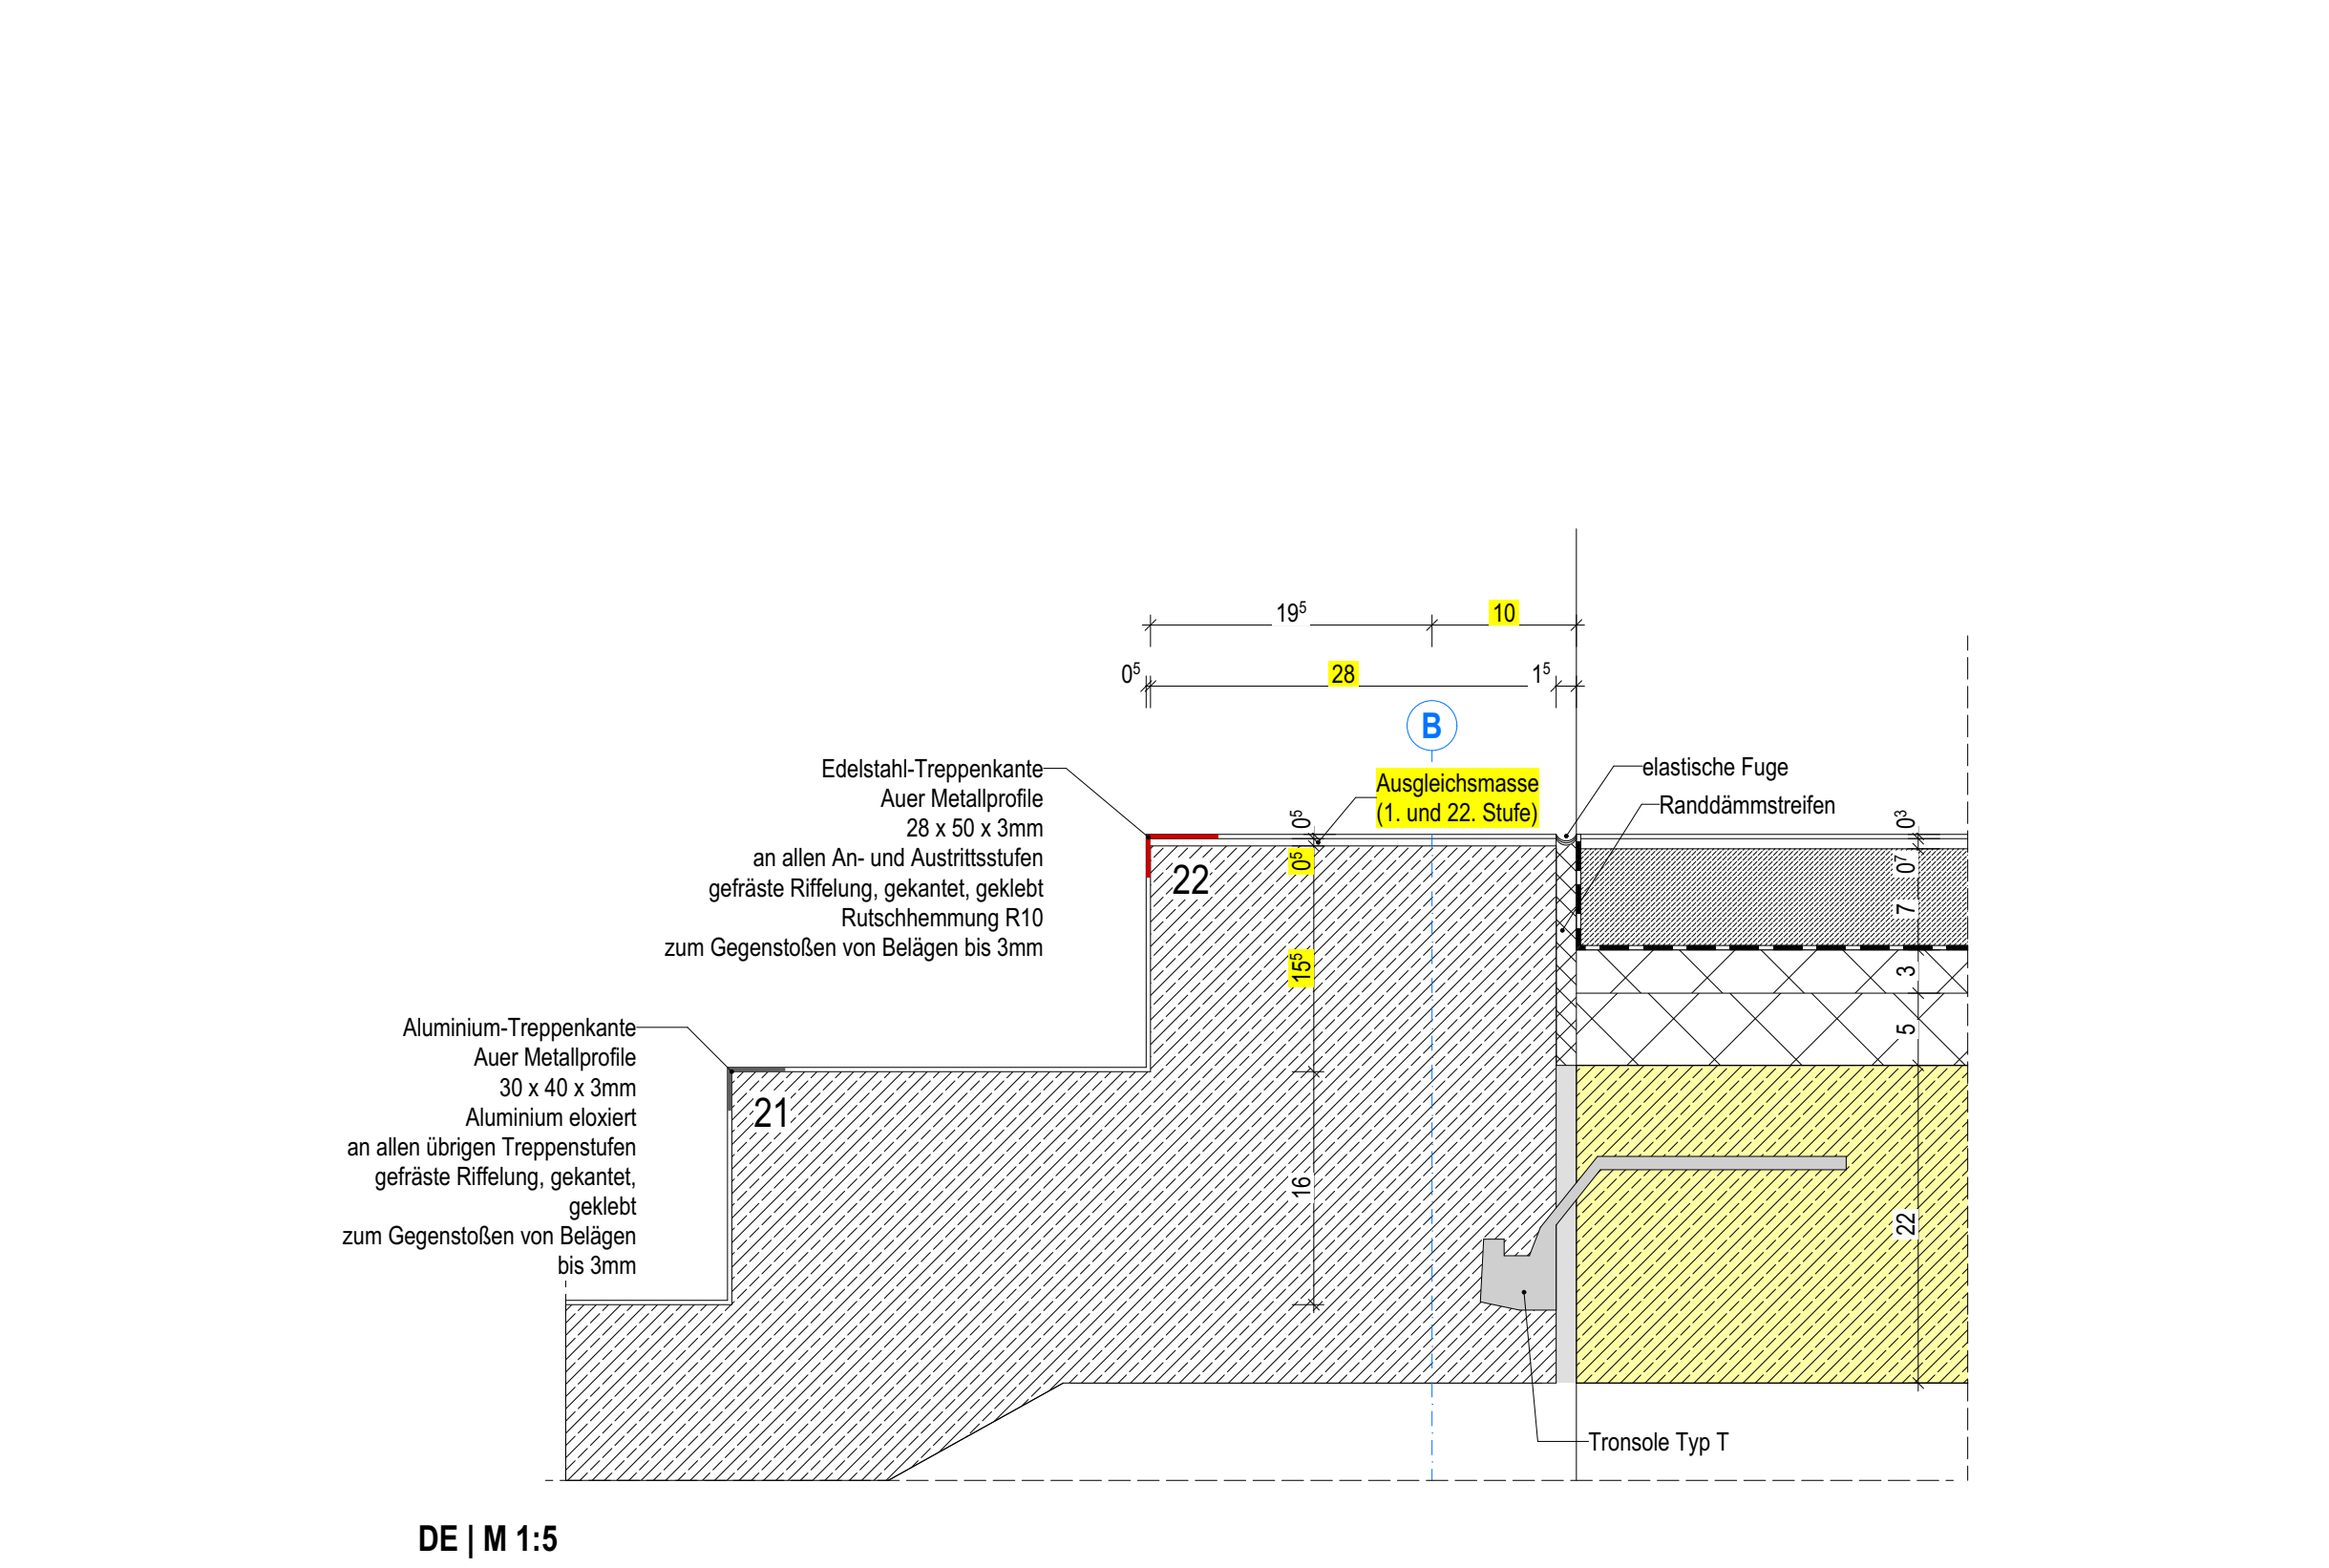 19⁵
10
0⁵
28
1⁵
B
Edelstahl-Treppenkante
Auer Metallprofile
28 x 50 x 3mm
an allen An- und Austrittsstufen
gefräste Riffelung, gekantet, geklebt
Rutschhemmung R10
zum Gegenstoßen von Belägen bis 3mm
Ausgleichsmasse
(1. und 22. Stufe)
elastische Fuge
Randdämmstreifen
0⁵
0⁵
15⁵
16
22
0³
0⁷
7
3
5
22
Aluminium-Treppenkante
Auer Metallprofile
30 x 40 x 3mm
Aluminium eloxiert
an allen übrigen Treppenstufen
gefräste Riffelung, gekantet,
geklebt
zum Gegenstoßen von Belägen
bis 3mm
21
Tronsole Typ T
DE | M 1:5